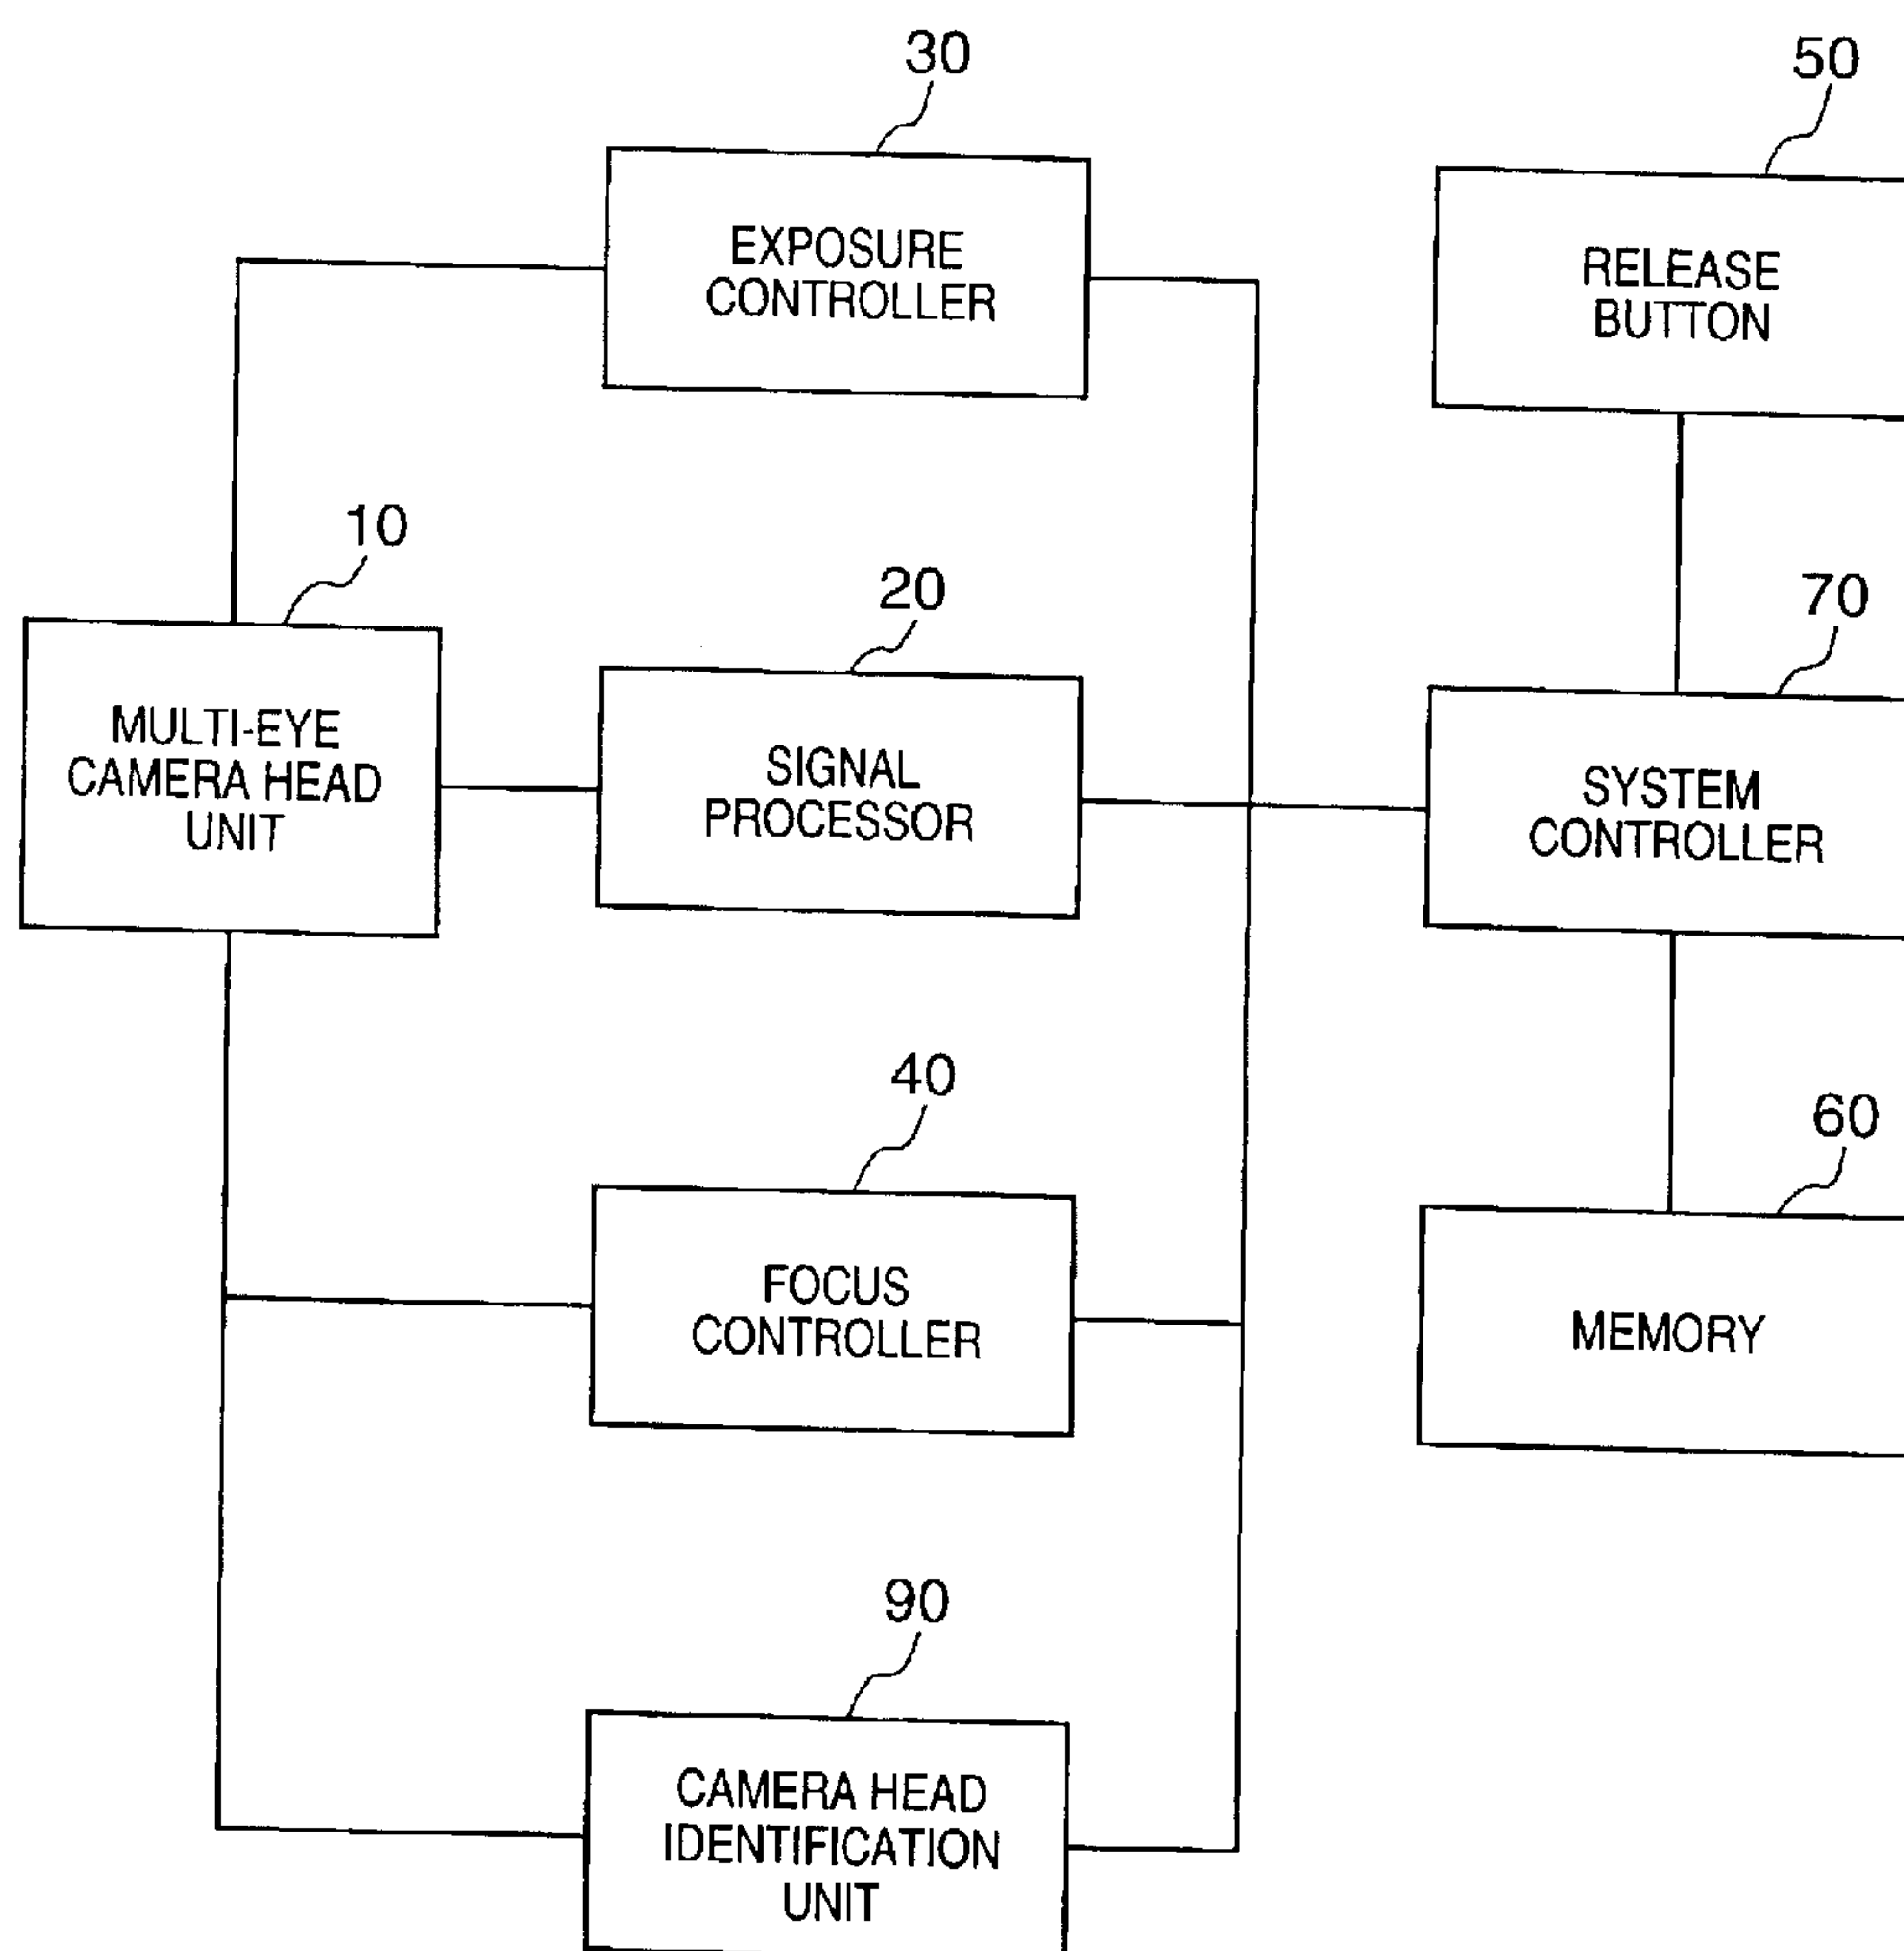 30
EXPOSURE
CONTROLLER
50
RELEASE
BUTTON
10
MULTI-EYE
CAMERA HEAD
UNIT
20
SIGNAL
PROCESSOR
70
SYSTEM
CONTROLLER
40
FOCUS
CONTROLLER
60
MEMORY
90
CAMERA HEAD
IDENTIFICATION
UNIT